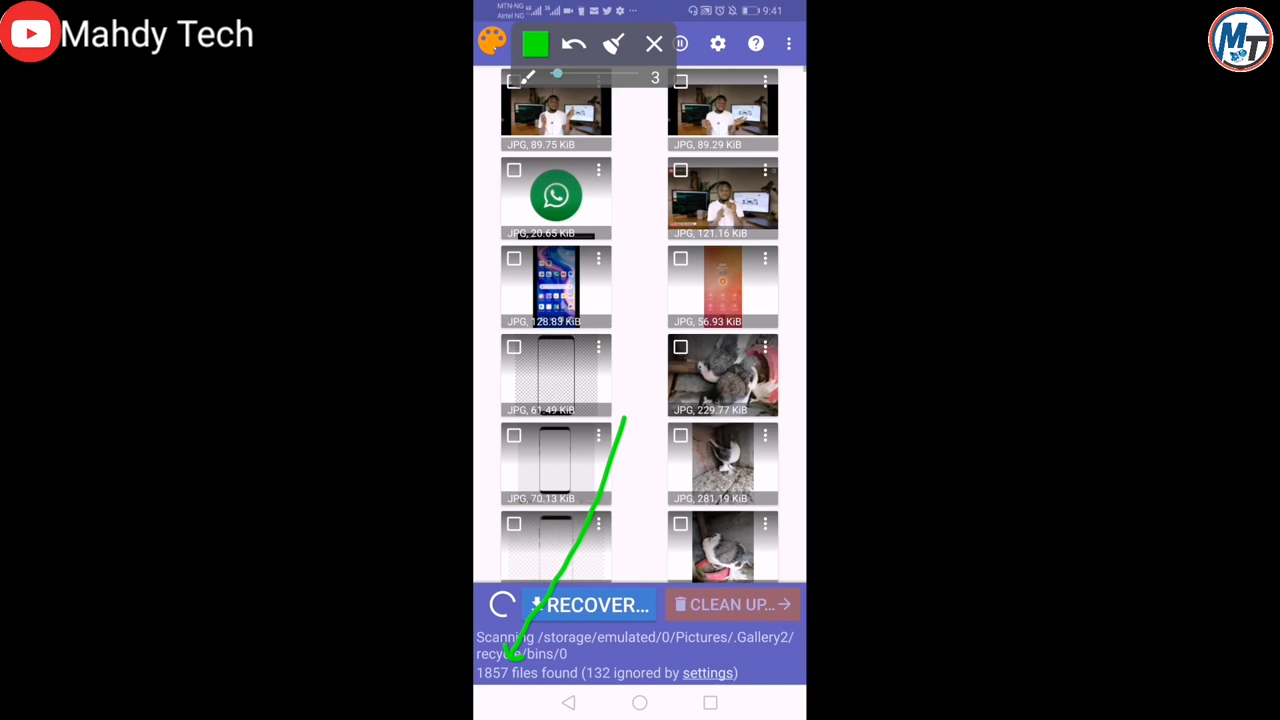 Mahdy Tech
MT
MTN-NG
Airtel NG
9:41
3
JPG, 89.75 KiB
JPG, 89.29 KiB
JPG, 20.65 KiB
JPG, 121.16 KiB
JPG, 128.83 KiB
JPG, 56.93 KiB
JPG, 61.49 KiB
JPG, 229.77 KiB
JPG, 70.13 KiB
JPG, 281.19 KiB
RECOVER...
CLEAN UP...
Scanning /storage/emulated/0/Pictures/.Gallery2/
recycle/bins/0
1857 files found (132 ignored by settings)